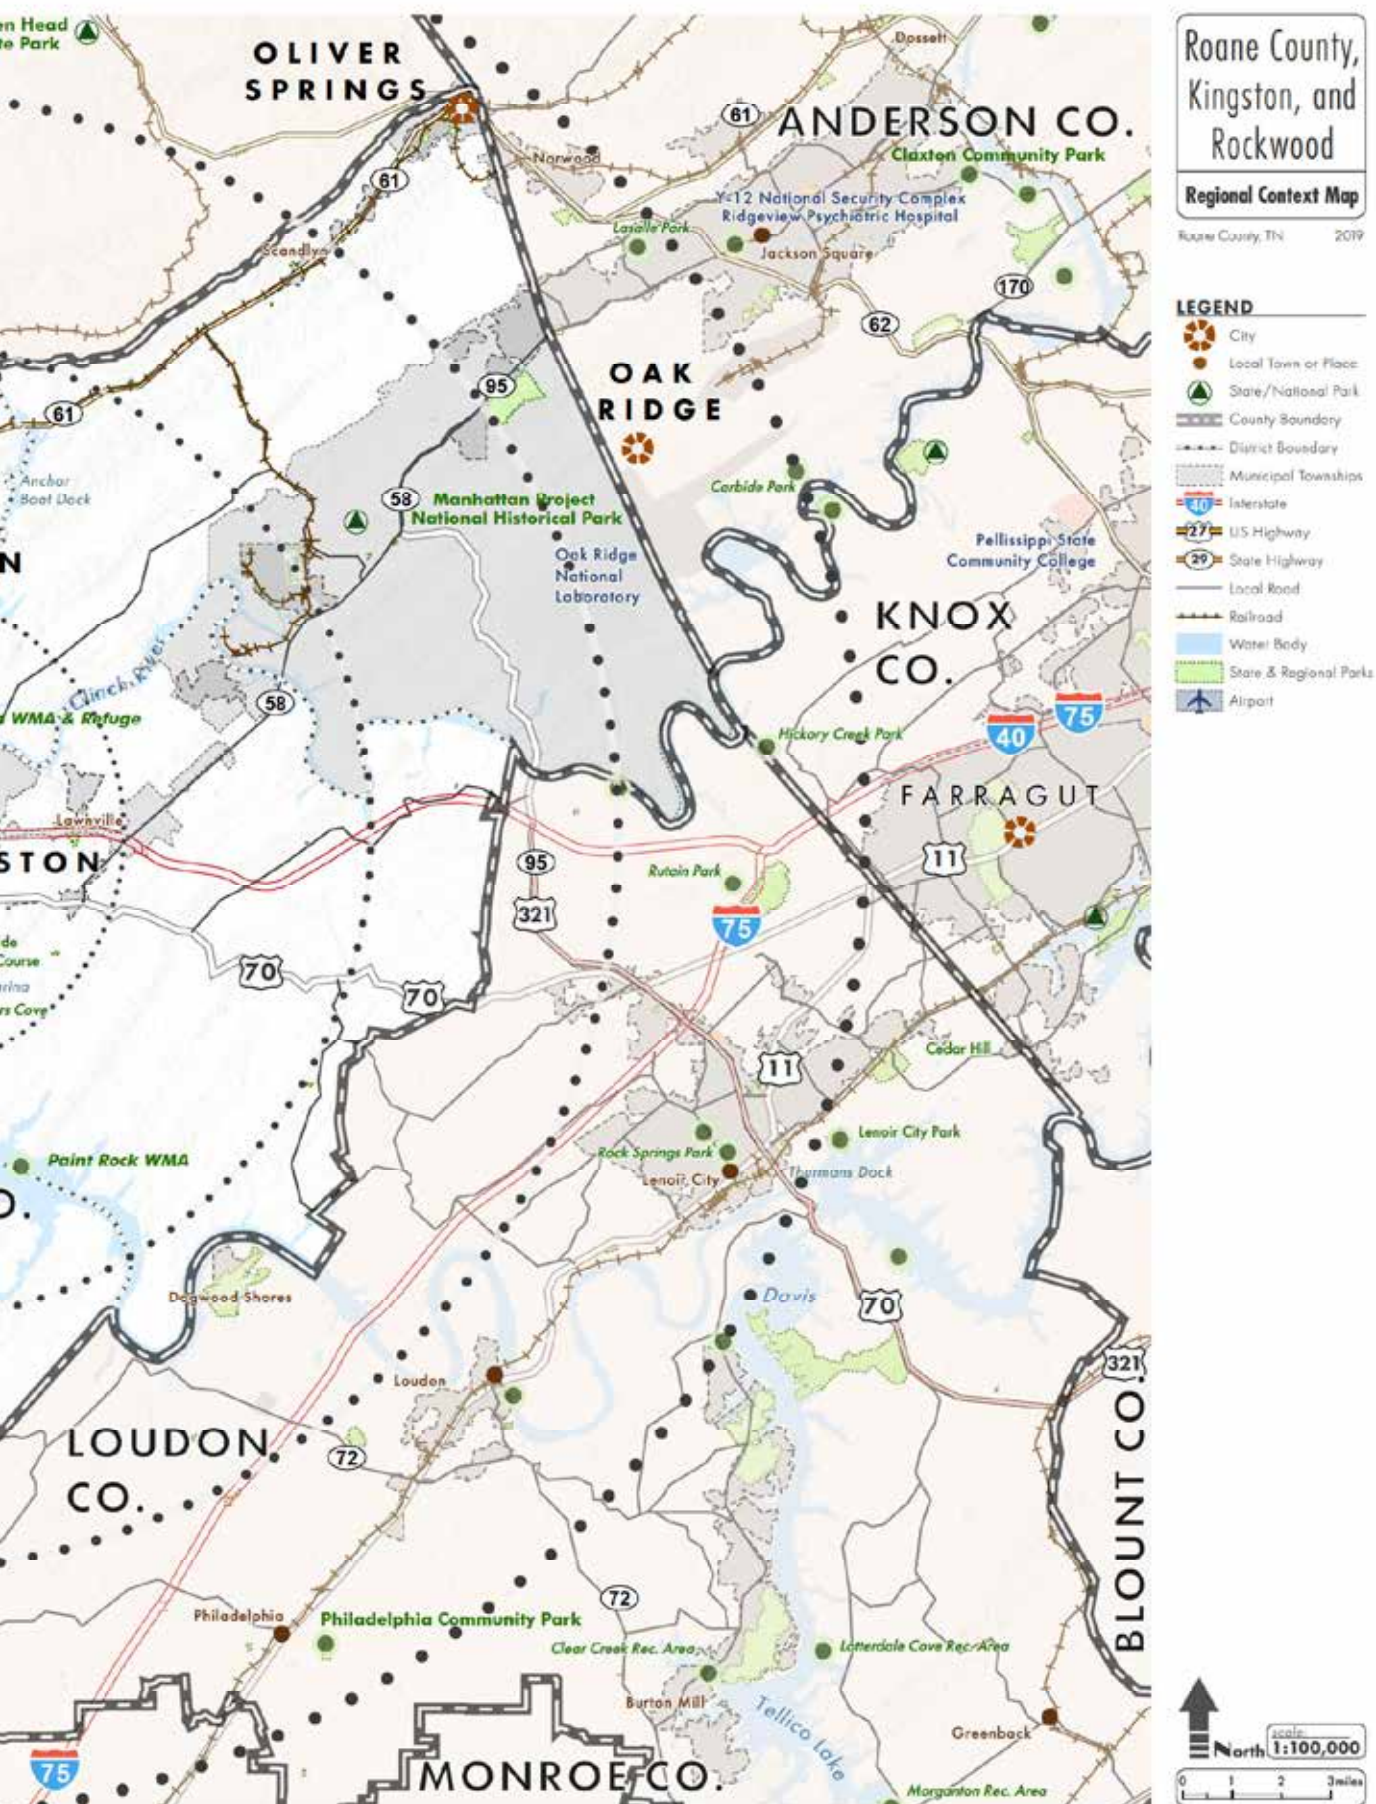 en Head
te Park
OLIVER
SPRINGS
Dossett
61
ANDERSON CO.
Claxton Community Park
Norwood
61
Y-12 National Security Complex
Ridgeview Psychiatric Hospital
Lasalle Park
Jackson Square
Scandlyn
170
62
OAK
RIDGE
95
61
Anchor
Boat Dock
58
Manhattan Project
National Historical Park
Carbide Park
N
Oak Ridge
National
Laboratory
Pellissippi State
Community College
KNOX
CO.
Clinch River
58
WMA & Refuge
Hickory Creek Park
40
75
FARRAGUT
Lawnville
STON
95
11
321
75
de
Course
rina
rs Cove
70
70
Cedar Hill
11
Paint Rock WMA
Lenoir City Park
Rock Springs Park
Lenoir City
Thurmans Dock
Dogwood Shores
Davis
70
321
Loudon
LOUDON
CO.
72
BLOUNT CO.
72
Philadelphia
Philadelphia Community Park
Clear Creek Rec. Area
Lotterdale Cove Rec. Area
Burton Mill
Tellico Lake
Greenback
75
MONROE CO.
Morganton Rec. Area
Roane County,
Kingston, and
Rockwood
Regional Context Map
Roane County, TN 2019
LEGEND
City
Local Town or Place
State/National Park
County Boundary
District Boundary
Municipal Townships
40 Interstate
27 US Highway
29 State Highway
Local Road
Railroad
Water Body
State & Regional Parks
Airport
North
scale:
1:100,000
0 1 2 3miles